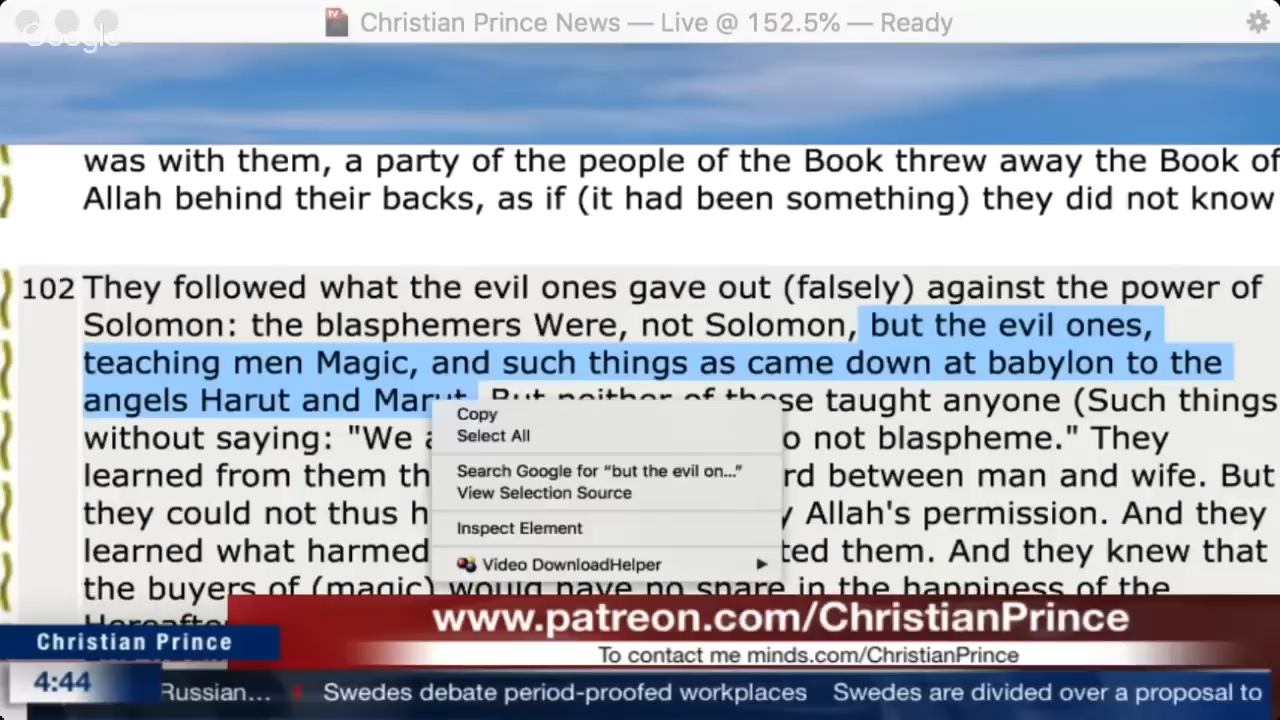 Christian Prince News — Live @ 152.5% — Ready
Google
was with them, a party of the people of the Book threw away the Book of
Allah behind their backs, as if (it had been something) they did not know
102 They followed what the evil ones gave out (falsely) against the power of
Solomon: the blasphemers Were, not Solomon, but the evil ones,
teaching men Magic, and such things as came down at babylon to the
angels Harut and Marut. But neither of these taught anyone (Such things
without saying: "We o not blaspheme." They
learned from them th rd between man and wife. But
they could not thus h y Allah's permission. And they
learned what harmed ted them. And they knew that
the buyers of (magic) would have no share in the happiness of the
Copy
Select All
Search Google for “but the evil on...”
View Selection Source
Inspect Element
Video DownloadHelper
www.patreon.com/ChristianPrince
Christian Prince
To contact me minds.com/ChristianPrince
4:44
Russian... Swedes debate period-proofed workplaces Swedes are divided over a proposal to